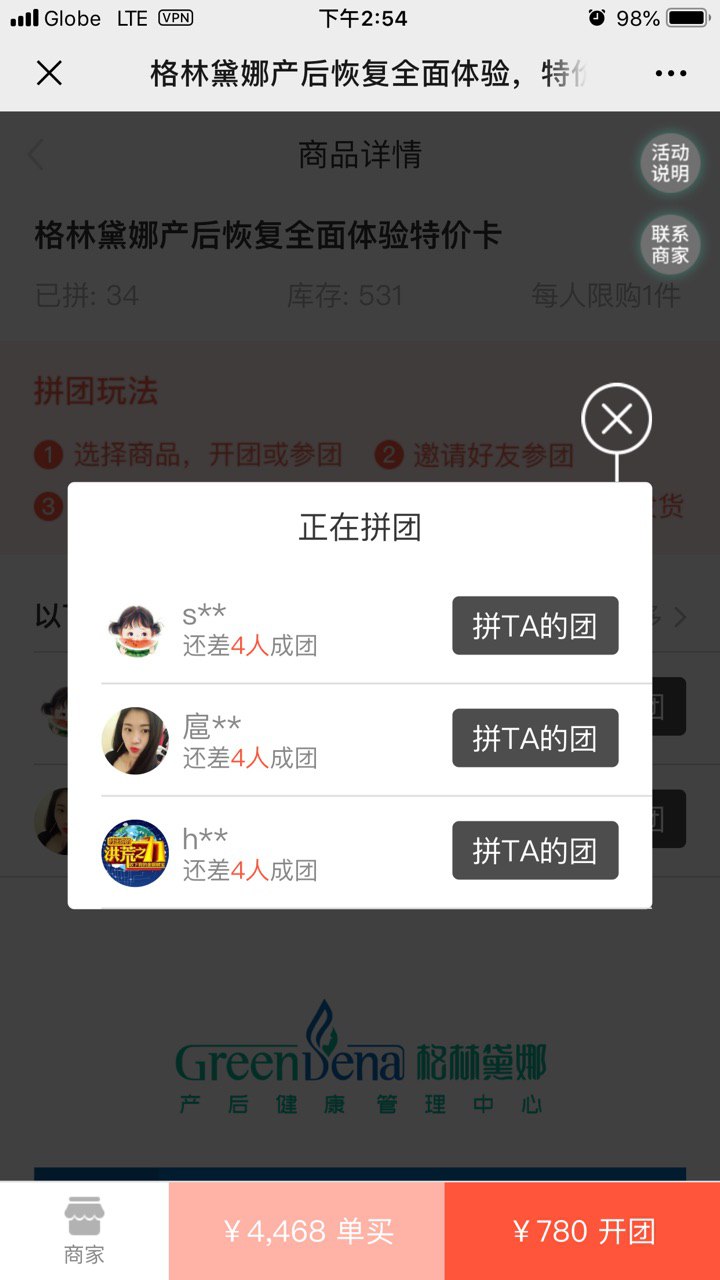 Globe LTE VPN 下午2:54 98%
格林黛娜产后恢复全面体验，特
商品详情
活动
说明
格林黛娜产后恢复全面体验特价卡
联系
商家
已拼: 34 库存: 531 每人限购1件
拼团玩法
1 选择商品，开团或参团 2 邀请好友参团
3 货
正在拼团
以
s**
还差4人成团
拼TA的团
扈**
还差4人成团
拼TA的团
团
h**
还差4人成团
拼TA的团
团
洪荒之力
GreenDena 格林黛娜
产后健康管理中心
商家
¥4,468 单买
¥780 开团